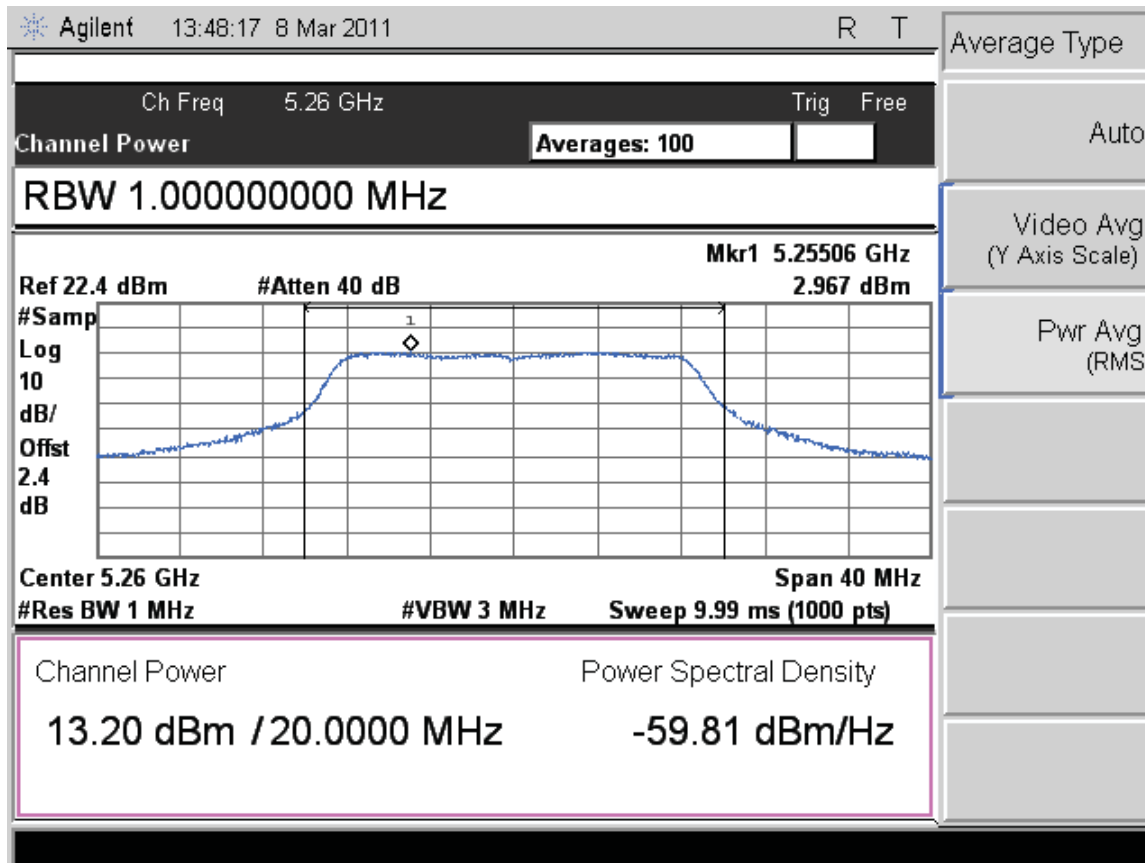 Agilent 13:48:17 8 Mar 2011 R T
Average Type
Ch Freq 5.26 GHz Trig Free
Channel Power Averages: 100
Auto
RBW 1.000000000 MHz
Video Avg
(Y Axis Scale)
Mkr1 5.25506 GHz
Ref 22.4 dBm #Atten 40 dB 2.967 dBm
#Samp
Log
10
dB/
Offst
2.4
dB
1
Pwr Avg
(RMS
Center 5.26 GHz Span 40 MHz
#Res BW 1 MHz #VBW 3 MHz Sweep 9.99 ms (1000 pts)
Channel Power Power Spectral Density
13.20 dBm / 20.0000 MHz -59.81 dBm/Hz